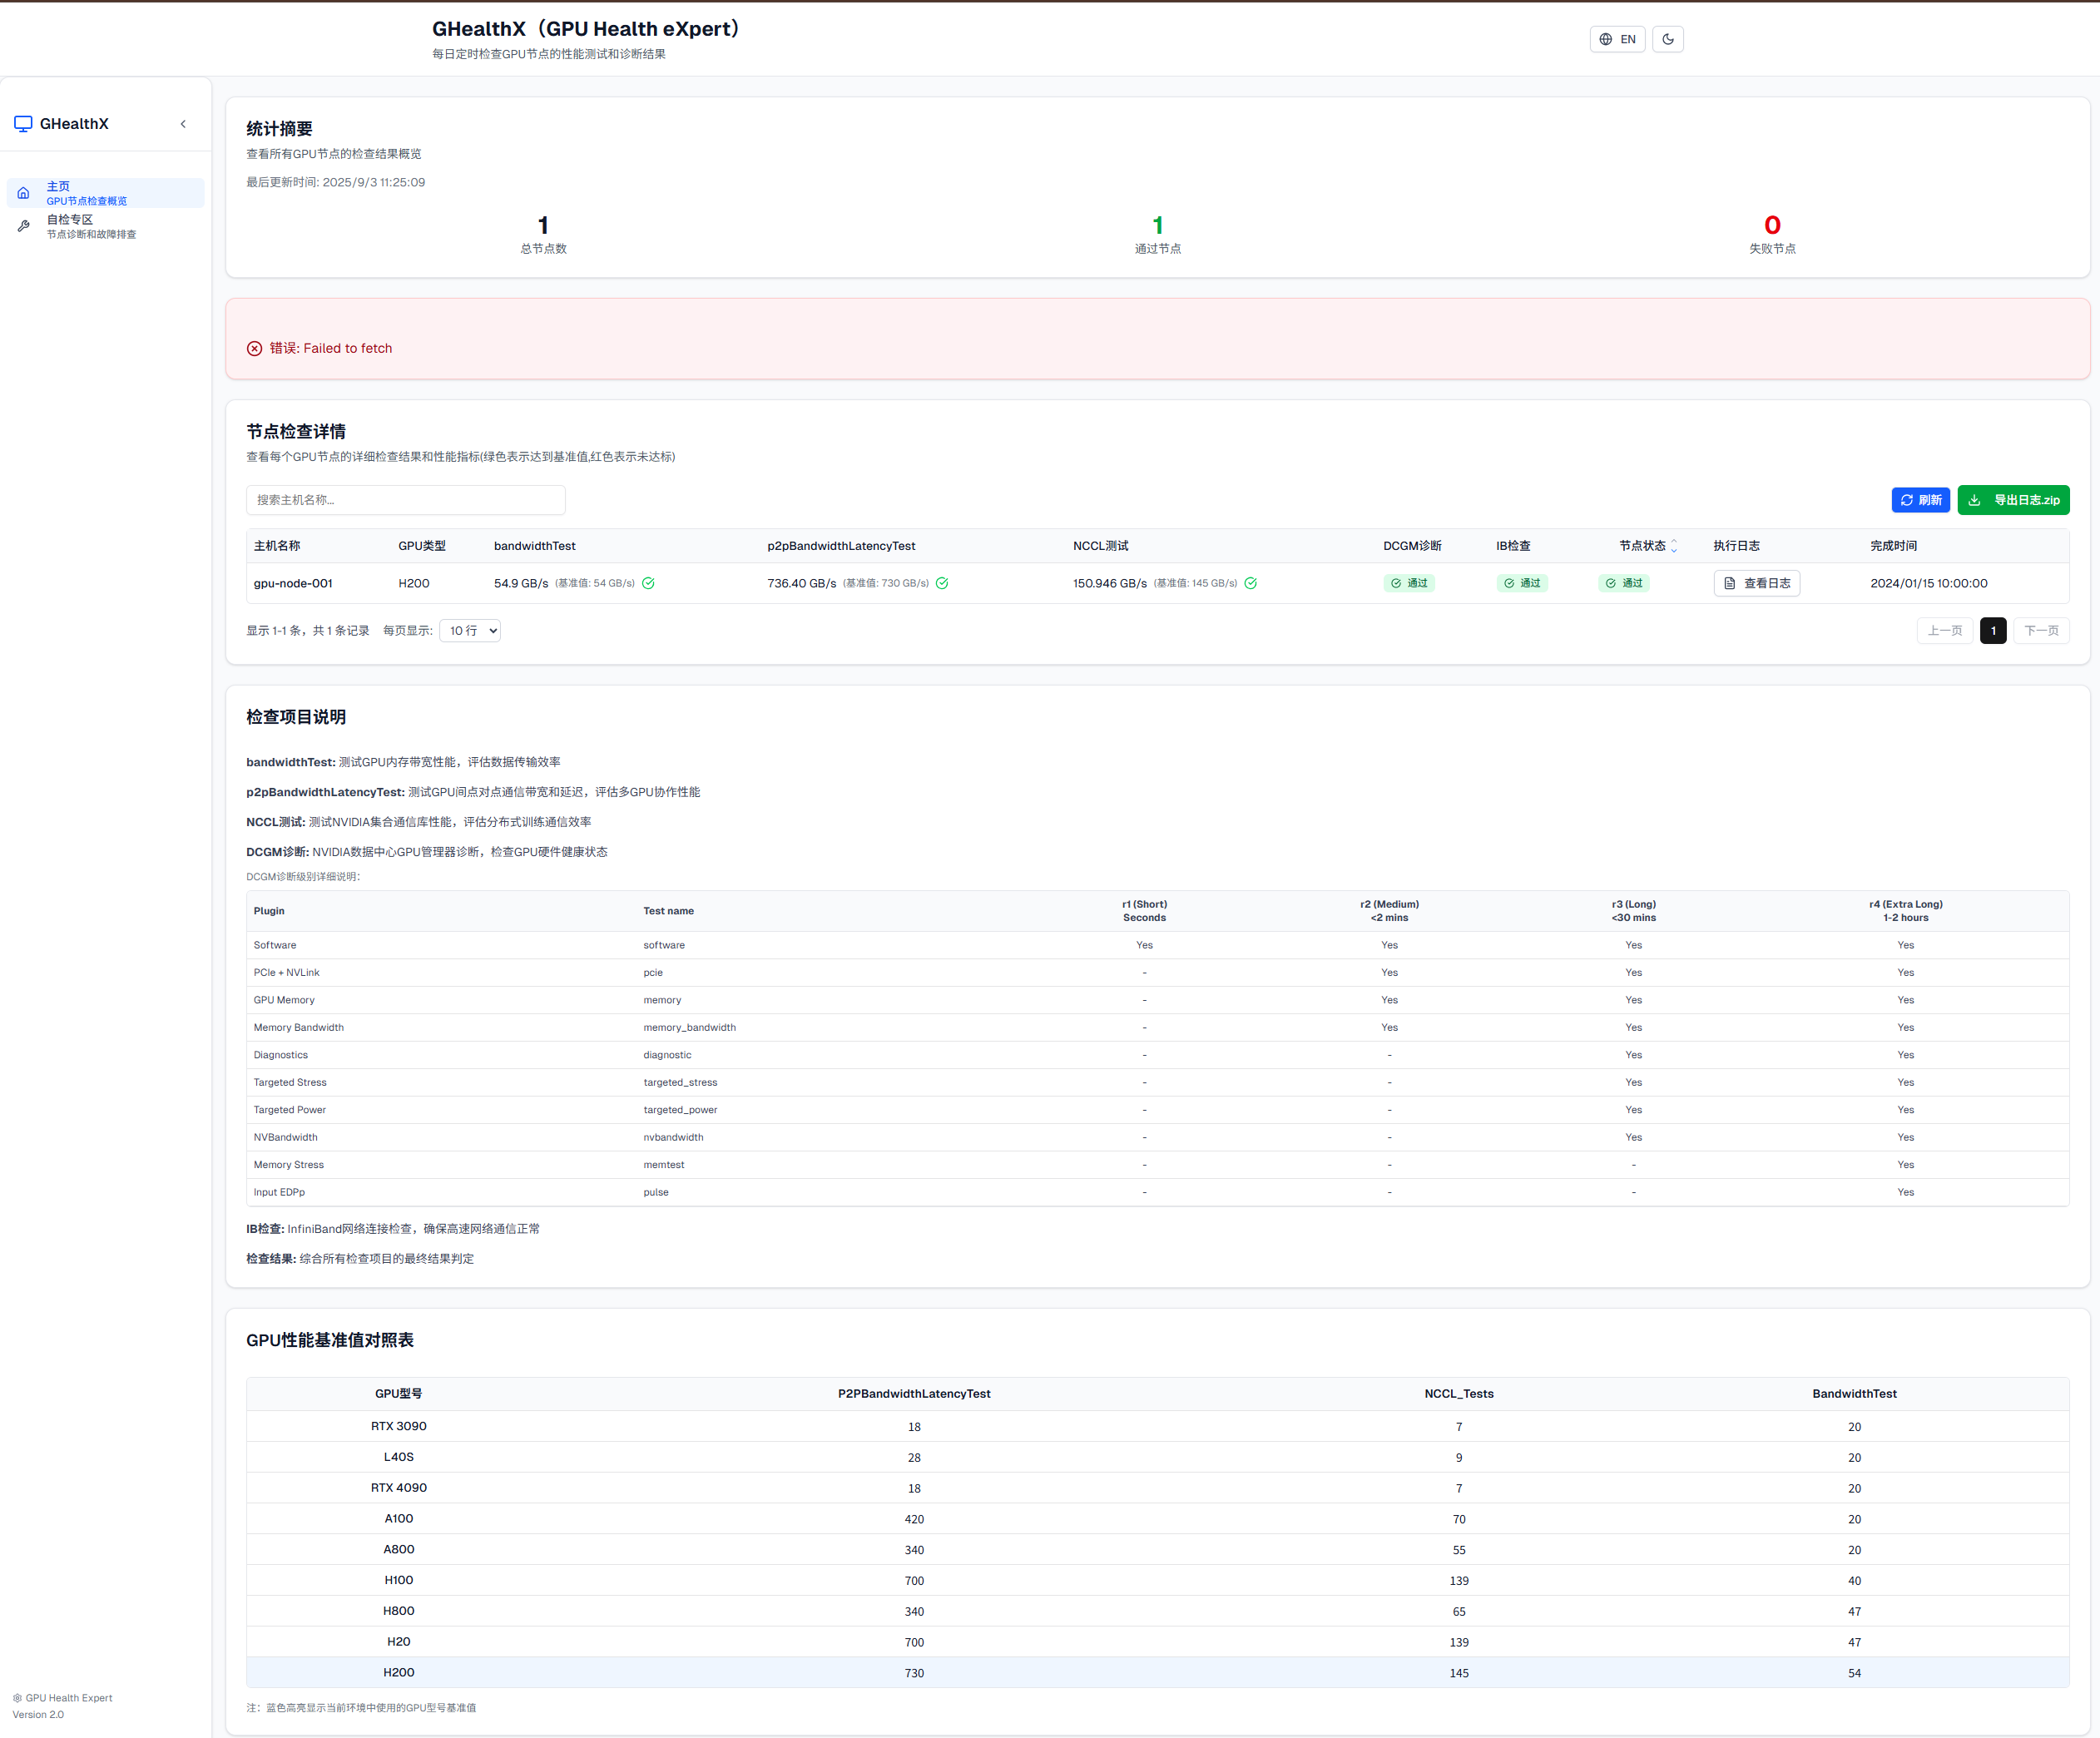 GHealthX（GPU Health eXpert）
每日定时检查GPU节点的性能测试和诊断结果
EN
GHealthX
主页
GPU节点检查概览
自检专区
节点诊断和故障排查
统计摘要
查看所有GPU节点的检查结果概览
最后更新时间: 2025/9/3 11:25:09
1 1 0
总节点数 通过节点 失败节点
错误: Failed to fetch
节点检查详情
查看每个GPU节点的详细检查结果和性能指标(绿色表示达到基准值,红色表示未达标)
搜索主机名称... 刷新 导出日志.zip
主机名称 GPU类型 bandwidthTest p2pBandwidthLatencyTest NCCL测试 DCGM诊断 IB检查 节点状态 执行日志 完成时间
gpu-node-001 H200 54.9 GB/s (基准值: 54 GB/s) 736.40 GB/s (基准值: 730 GB/s) 150.946 GB/s (基准值: 145 GB/s) 通过 通过 通过 查看日志 2024/01/15 10:00:00
显示 1-1 条，共 1 条记录 每页显示: 10 行 上一页 1 下一页
检查项目说明
bandwidthTest: 测试GPU内存带宽性能，评估数据传输效率
p2pBandwidthLatencyTest: 测试GPU间点对点通信带宽和延迟，评估多GPU协作性能
NCCL测试: 测试NVIDIA集合通信库性能，评估分布式训练通信效率
DCGM诊断: NVIDIA数据中心GPU管理器诊断，检查GPU硬件健康状态
DCGM诊断级别详细说明：
Plugin Test name r1 (Short) r2 (Medium) r3 (Long) r4 (Extra Long)
Seconds <2 mins <30 mins 1-2 hours
Software software Yes Yes Yes Yes
PCIe + NVLink pcie - Yes Yes Yes
GPU Memory memory - Yes Yes Yes
Memory Bandwidth memory_bandwidth - Yes Yes Yes
Diagnostics diagnostic - - Yes Yes
Targeted Stress targeted_stress - - Yes Yes
Targeted Power targeted_power - - Yes Yes
NVBandwidth nvbandwidth - - Yes Yes
Memory Stress memtest - - - Yes
Input EDPp pulse - - - Yes
IB检查: InfiniBand网络连接检查，确保高速网络通信正常
检查结果: 综合所有检查项目的最终结果判定
GPU性能基准值对照表
GPU型号 P2PBandwidthLatencyTest NCCL_Tests BandwidthTest
RTX 3090 18 7 20
L40S 28 9 20
RTX 4090 18 7 20
A100 420 70 20
A800 340 55 20
H100 700 139 40
H800 340 65 47
H20 700 139 47
H200 730 145 54
注：蓝色高亮显示当前环境中使用的GPU型号基准值
GPU Health Expert
Version 2.0